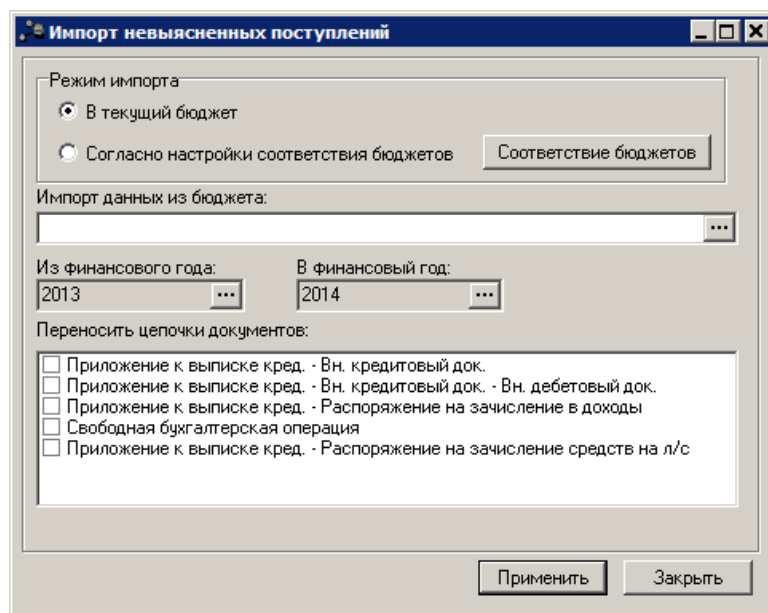 Импорт невыясненных поступлений
Режим импорта
В текущий бюджет
Согласно настройки соответствия бюджетов
Соответствие бюджетов
Импорт данных из бюджета:
...
Из финансового года: В финансовый год:
2013 ... 2014 ...
Переносить цепочки документов:
Приложение к выписке кред. - Вн. кредитовый док.
Приложение к выписке кред. - Вн. кредитовый док. - Вн. дебетовый док.
Приложение к выписке кред. - Распоряжение на зачисление в доходы
Свободная бухгалтерская операция
Приложение к выписке кред. - Распоряжение на зачисление средств на л/с
Применить Закрыть